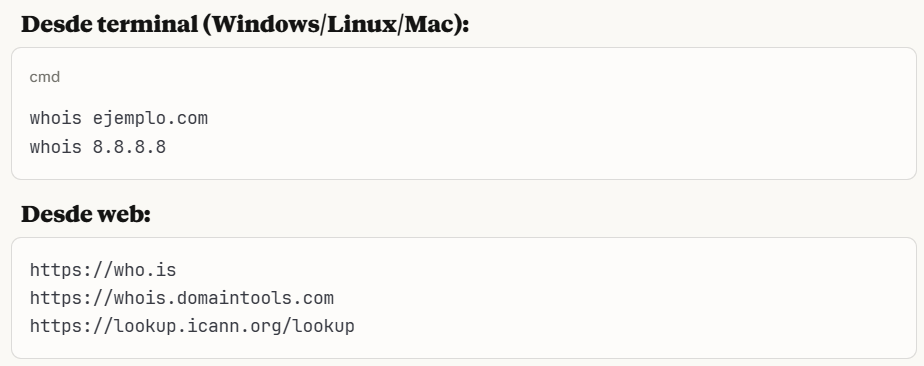 Desde terminal (Windows/Linux/Mac):
cmd
whois ejemplo.com
whois 8.8.8.8
Desde web:
https://who.is
https://whois.domaintools.com
https://lookup.icann.org/lookup